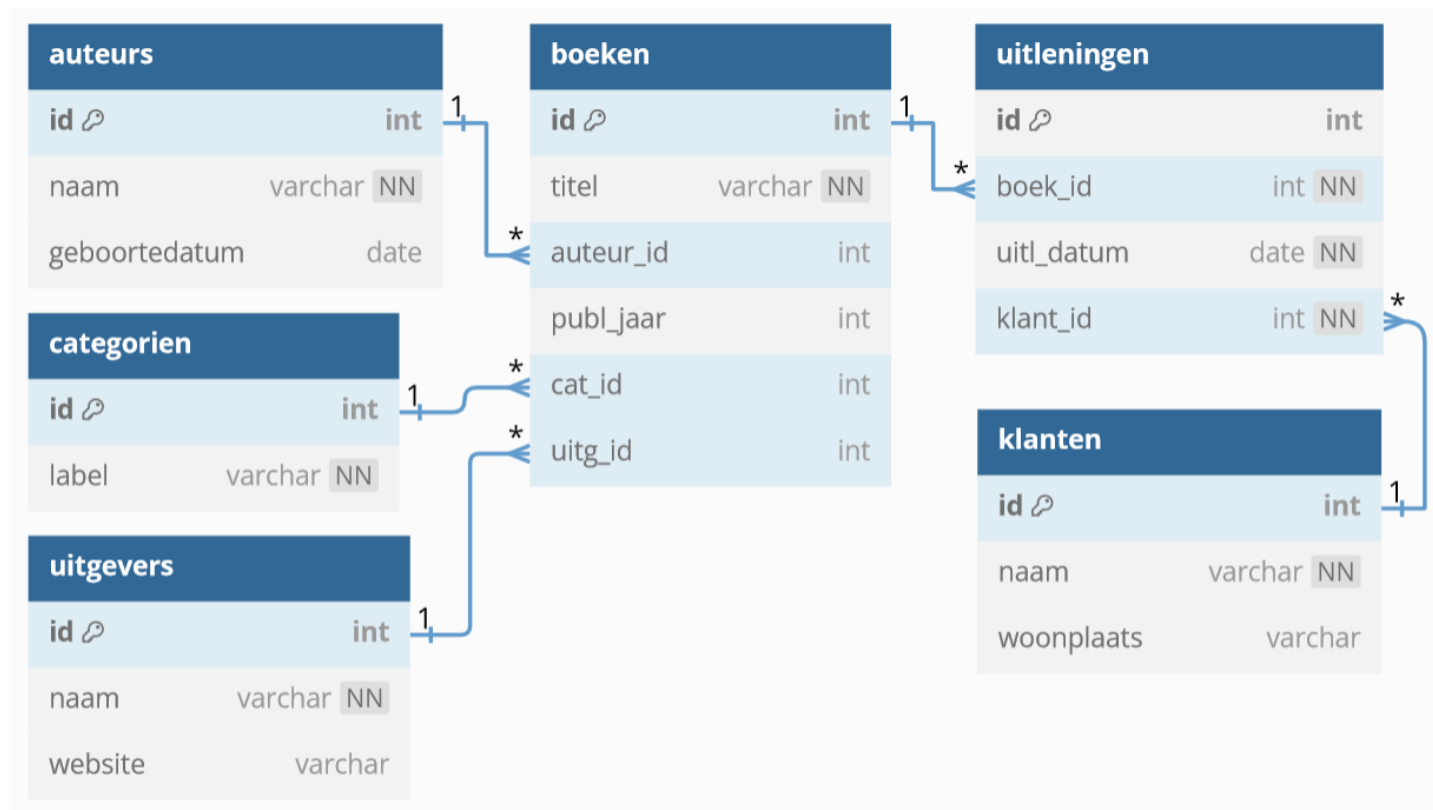 auteurs
id int
naam varchar NN
geboortedatum date
categorien
id int
label varchar NN
uitgevers
id int
naam varchar NN
website varchar
1
1
1
*
*
*
boeken
id int
titel varchar NN
auteur_id int
publ_jaar int
cat_id int
uitg_id int
1
*
uitleningen
id int
boek_id int NN
uitl_datum date NN
klant_id int NN
*
1
klanten
id int
naam varchar NN
woonplaats varchar